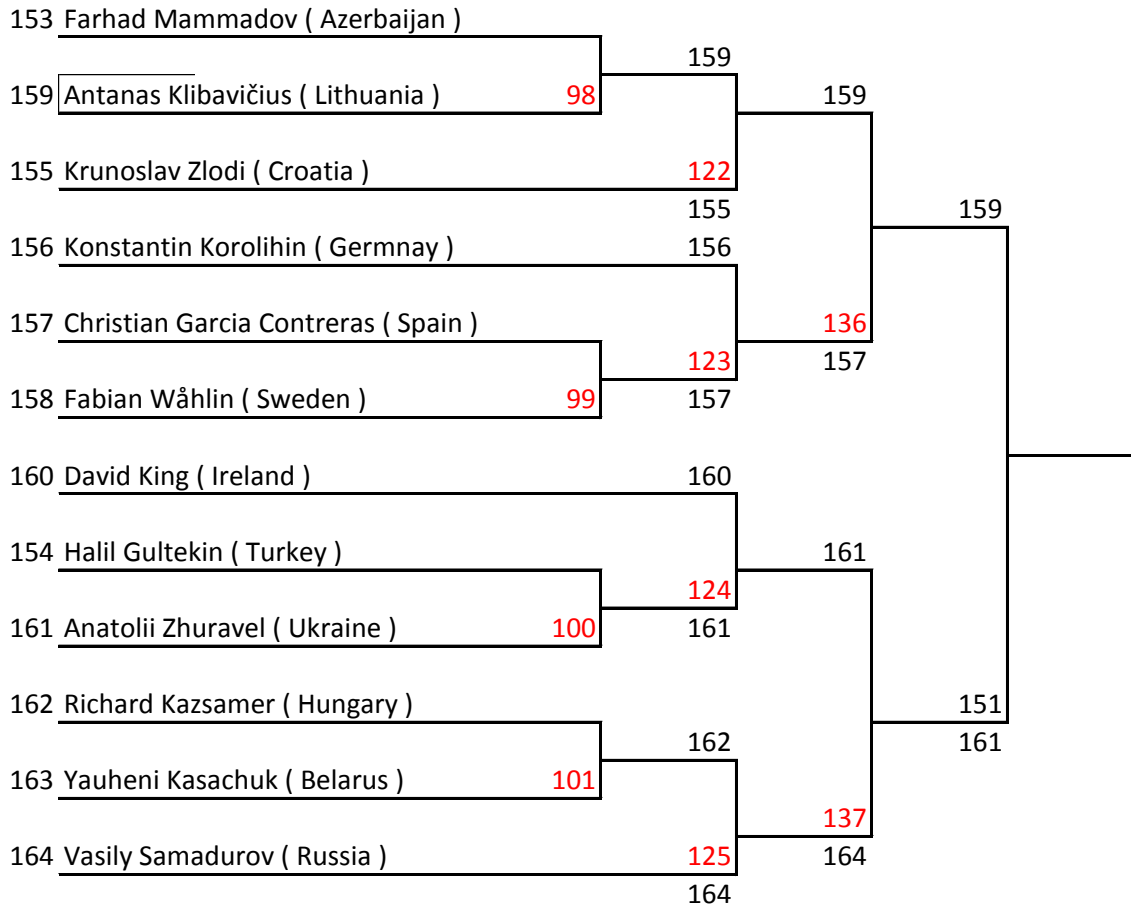 153 Farhad Mammadov ( Azerbaijan )
159
159 Antanas Klibavičius ( Lithuania ) 98 159
155 Krunoslav Zlodi ( Croatia ) 122
155 159
156 Konstantin Korolihin ( Germnay ) 156
157 Christian Garcia Contreras ( Spain ) 136
123 157
158 Fabian Wåhlin ( Sweden ) 99 157
160 David King ( Ireland ) 160
154 Halil Gultekin ( Turkey ) 161
124
161 Anatolii Zhuravel ( Ukraine ) 100 161
162 Richard Kazsamer ( Hungary ) 151
162 161
163 Yauheni Kasachuk ( Belarus ) 101
137
164 Vasily Samadurov ( Russia ) 125 164
164